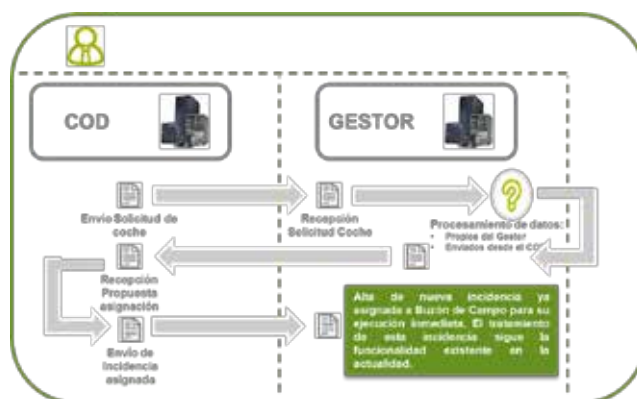 COD
GESTOR
Envío Solicitud de
coche
Recepción
Solicitud Coche
Procesamiento de datos:
• Propios del Gestor
• Enviados desde el COD
Recepción
Propuesta
asignación
Envío de
Incidencia
asignada
Alta de nueva incidencia ya
asignada a Buzón de Campo para su
ejecución inmediata. El tratamiento
de esta incidencia sigue la
funcionalidad existente en la
actualidad.